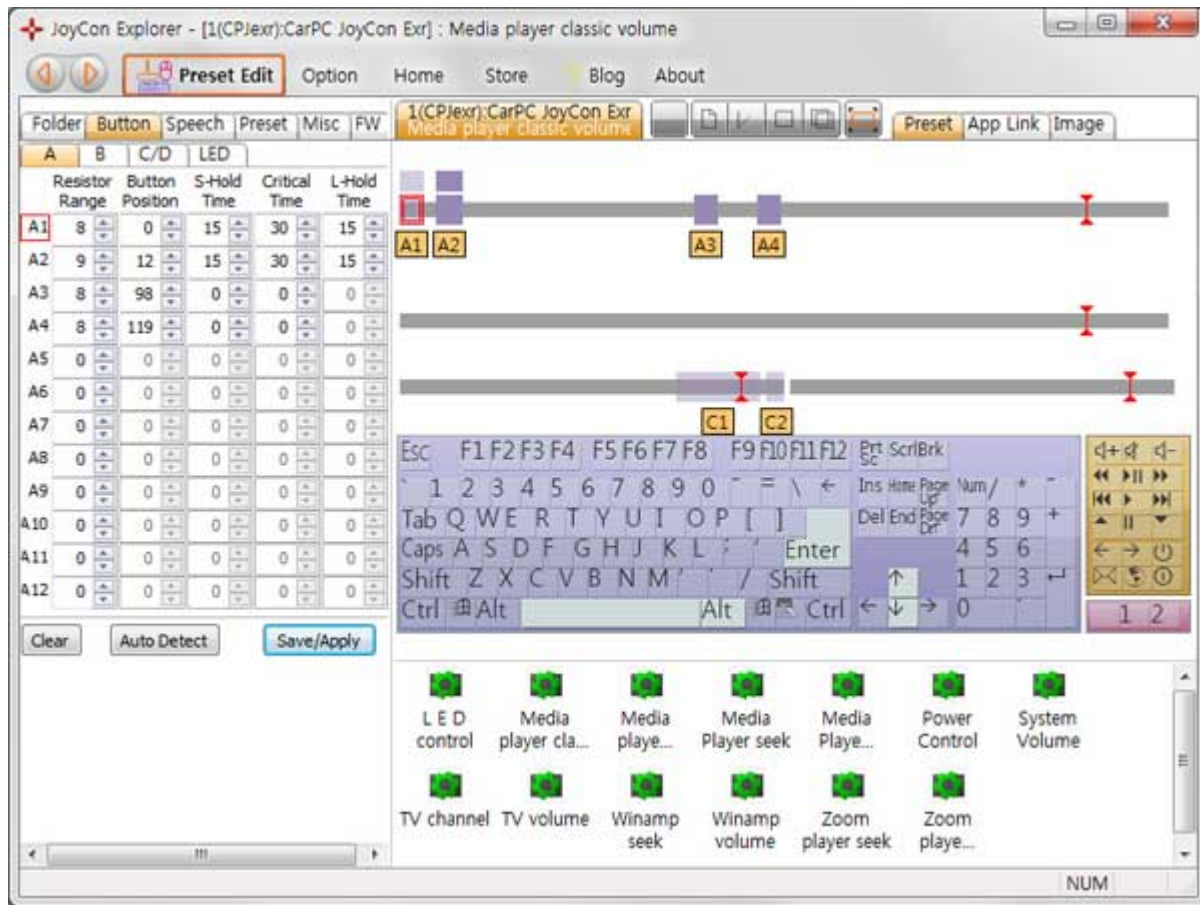 JoyCon Explorer - [1(CPJexr):CarPC JoyCon Exr] : Media player classic volume
Preset Edit Option Home Store Blog About
Folder Button Speech Preset Misc FW
1(CPJexr):CarPC JoyCon Exr
Media player classic volume
Preset App Link Image
A B C/D LED
Resistor Range Button Position S-Hold Time Critical Time L-Hold Time
A1 8 0 15 30 15
A2 9 12 15 30 15
A3 8 98 0 0 0
A4 8 119 0 0 0
A5 0 0 0 0 0
A6 0 0 0 0 0
A7 0 0 0 0 0
A8 0 0 0 0 0
A9 0 0 0 0 0
A10 0 0 0 0 0
A11 0 0 0 0 0
A12 0 0 0 0 0
Clear Auto Detect Save/Apply
A1 A2 A3 A4
C1 C2
Esc F1 F2 F3 F4 F5 F6 F7 F8 F9 F10 F11 F12 Prt Sc Scrl Brk
` 1 2 3 4 5 6 7 8 9 0 - = \ ← Ins Home Page Up Num / * -
Tab Q W E R T Y U I O P [ ] Del End Page Dn 7 8 9 +
Caps A S D F G H J K L ; ' Enter 4 5 6
Shift Z X C V B N M / Shift ↑ 1 2 3
Ctrl Alt Alt Ctrl ← ↓ → 0
1 2
L E D control
Media player cla...
Media playe...
Media Player seek
Media Playe...
Power Control
System Volume
TV channel
TV volume
Winamp seek
Winamp volume
Zoom player seek
Zoom playe...
NUM